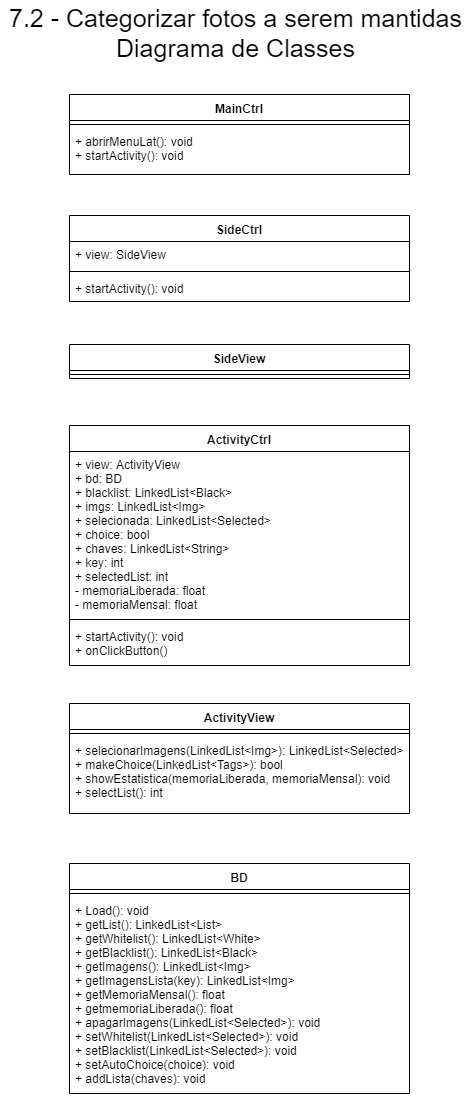 7.2 - Categorizar fotos a serem mantidas
Diagrama de Classes
MainCtrl
+ abrirMenuLat(): void
+ startActivity(): void
SideCtrl
+ view: SideView
+ startActivity(): void
SideView
ActivityCtrl
+ view: ActivityView
+ bd: BD
+ blacklist: LinkedList<Black>
+ imgs: LinkedList<Img>
+ selecionada: LinkedList<Selected>
+ choice: bool
+ chaves: LinkedList<String>
+ key: int
+ selectedList: int
- memoriaLiberada: float
- memoriaMensal: float
+ startActivity(): void
+ onClickButton()
ActivityView
+ selecionarImagens(LinkedList<Img>): LinkedList<Selected>
+ makeChoice(LinkedList<Tags>): bool
+ showEstatistica(memoriaLiberada, memoriaMensal): void
+ selectList(): int
BD
+ Load(): void
+ getList(): LinkedList<List>
+ getWhitelist(): LinkedList<White>
+ getBlacklist(): LinkedList<Black>
+ getImagens(): LinkedList<Img>
+ getImagensLista(key): LinkedList<Img>
+ getMemoriaMensal(): float
+ getmemoriaLiberada(): float
+ apagarImagens(LinkedList<Selected>): void
+ setWhitelist(LinkedList<Selected>): void
+ setBlacklist(LinkedList<Selected>): void
+ setAutoChoice(choice): void
+ addLista(chaves): void